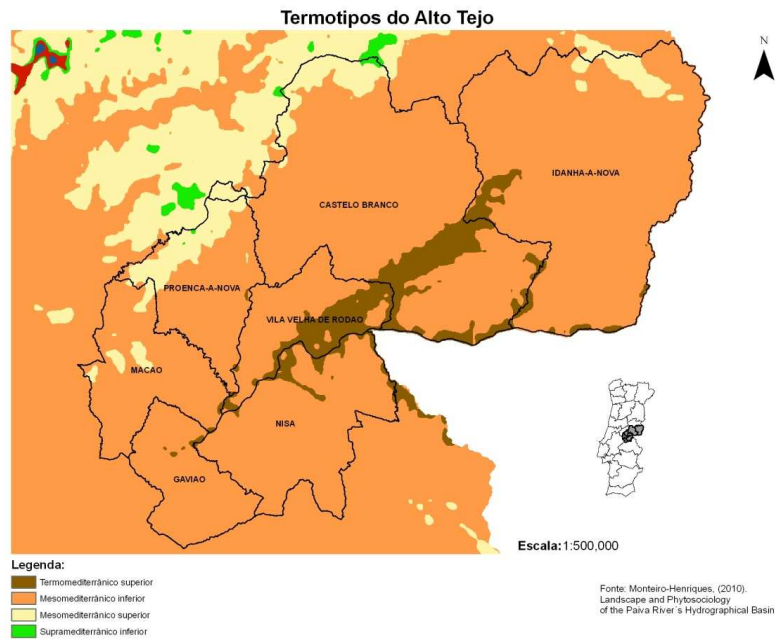 Termotipos do Alto Tejo
N
IDANHA-A-NOVA
CASTELO BRANCO
PROENCA-A-NOVA
VILA VELHA DE RODAO
MACAO
NISA
GAVIAO
Escala:1:500,000
Legenda:
Termomediterrânico superior
Mesomediterrânico inferior
Mesomediterrânico superior
Supramediterrânico inferior
Fonte: Monteiro-Henriques, (2010).
Landscape and Phytosociology
of the Paiva River´s Hydrographical Basin